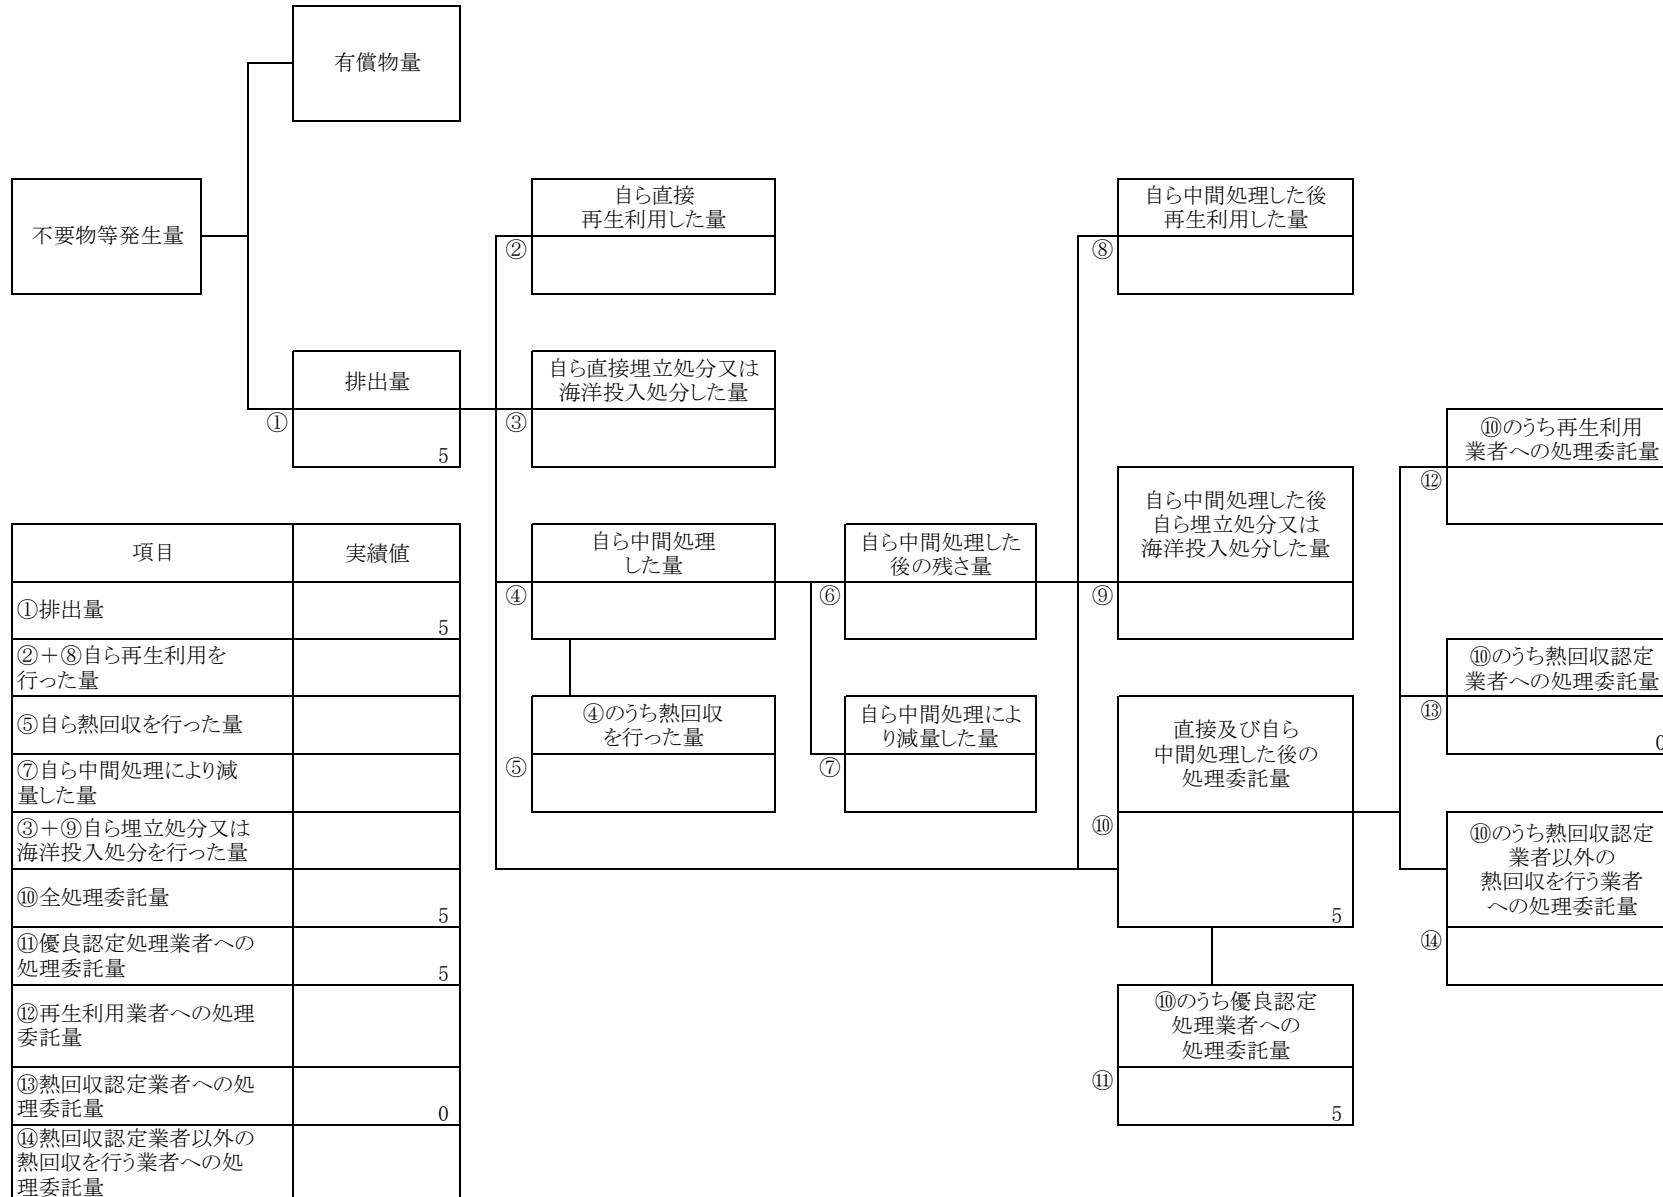 有償物量
不要物等発生量
自ら直接
再生利用した量
②
自ら中間処理した後
再生利用した量
⑧
排出量
①
5
自ら直接埋立処分又は
海洋投入処分した量
③
⑩のうち再生利用
業者への処理委託量
⑫
自ら中間処理
した量
④
自ら中間処理した
後の残さ量
⑥
自ら中間処理した後
自ら埋立処分又は
海洋投入処分した量
⑨
④のうち熱回収
を行った量
⑤
自ら中間処理によ
り減量した量
⑦
直接及び自ら
中間処理した後の
処理委託量
⑩
5
⑩のうち熱回収認定
業者への処理委託量
⑬
0
⑩のうち熱回収認定
業者以外の
熱回収を行う業者
への処理委託量
⑭
⑩のうち優良認定
処理業者への
処理委託量
⑪
5
項目 実績値
①排出量 5
②+⑧自ら再生利用を
行った量
⑤自ら熱回収を行った量
⑦自ら中間処理により減
量した量
③+⑨自ら埋立処分又は
海洋投入処分を行った量
⑩全処理委託量 5
⑪優良認定処理業者への
処理委託量 5
⑫再生利用業者への処理
委託量
⑬熱回収認定業者への処
理委託量 0
⑭熱回収認定業者以外の
熱回収を行う業者への処
理委託量